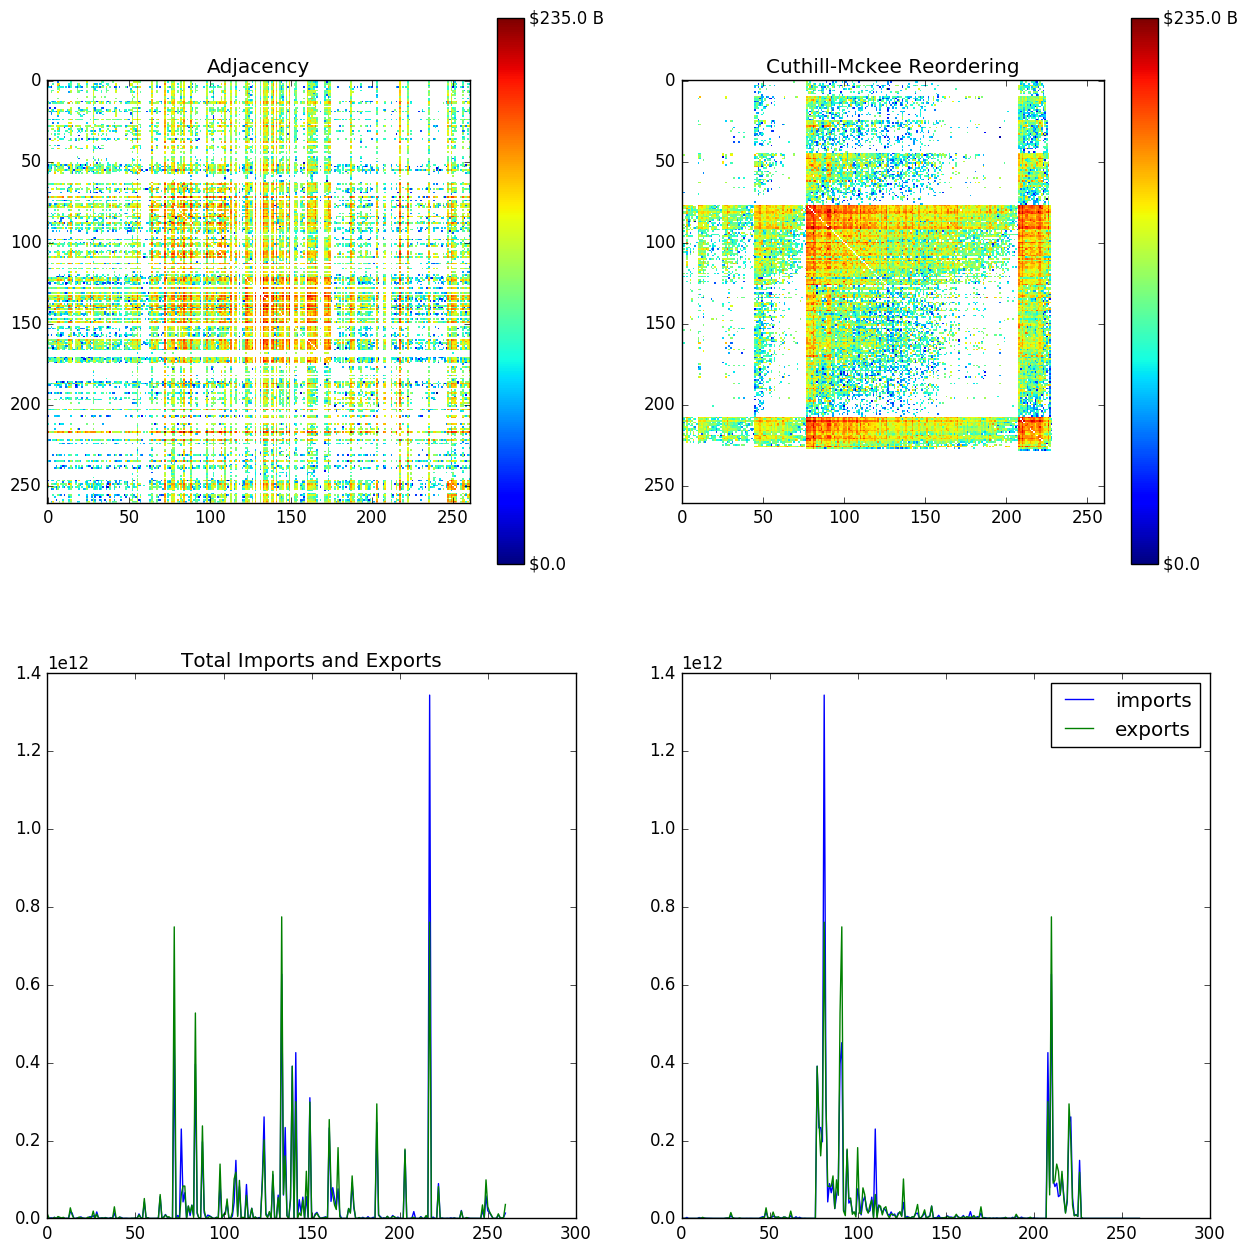 Adjacency
$235.0 B
$0.0
0
50
100
150
200
250
0 50 100 150 200 250
Cuthill-Mckee Reordering
$235.0 B
$0.0
0
50
100
150
200
250
0 50 100 150 200 250
Total Imports and Exports
1e12
1.4
1.2
1.0
0.8
0.6
0.4
0.2
0.0
0 50 100 150 200 250 300
1e12
imports
exports
1.4
1.2
1.0
0.8
0.6
0.4
0.2
0.0
0 50 100 150 200 250 300